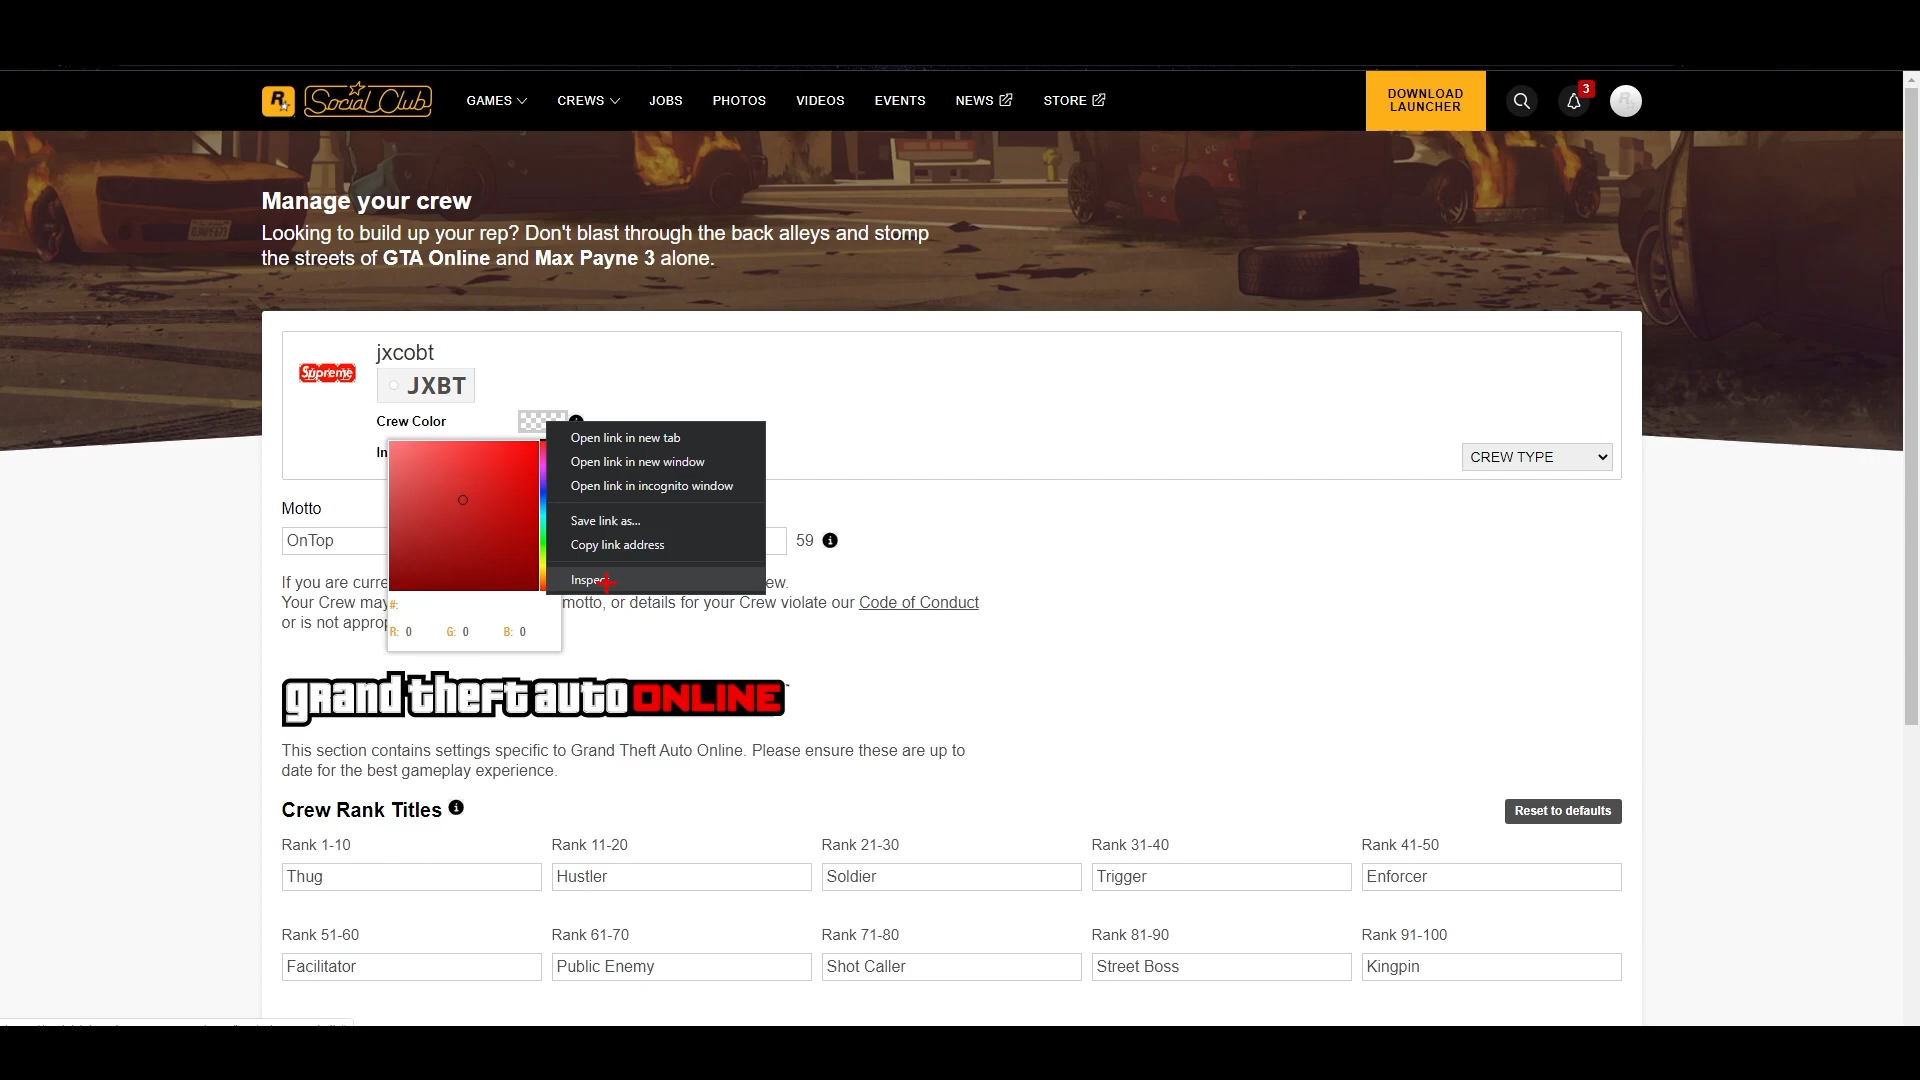 R Social Club GAMES CREWS JOBS PHOTOS VIDEOS EVENTS NEWS STORE DOWNLOAD LAUNCHER 3
Manage your crew
Looking to build up your rep? Don't blast through the back alleys and stomp
the streets of GTA Online and Max Payne 3 alone.
Supreme
jxcobt
JXBT
Crew Color
In
CREW TYPE
Open link in new tab
Open link in new window
Open link in incognito window
Save link as...
Copy link address
Inspect
Motto
OnTop
59
If you are curre ew.
Your Crew may motto, or details for your Crew violate our Code of Conduct
or is not approp
#:
R: 0 G: 0 B: 0
grand theft auto ONLINE
This section contains settings specific to Grand Theft Auto Online. Please ensure these are up to
date for the best gameplay experience.
Crew Rank Titles
Reset to defaults
Rank 1-10 Rank 11-20 Rank 21-30 Rank 31-40 Rank 41-50
Thug Hustler Soldier Trigger Enforcer
Rank 51-60 Rank 61-70 Rank 71-80 Rank 81-90 Rank 91-100
Facilitator Public Enemy Shot Caller Street Boss Kingpin